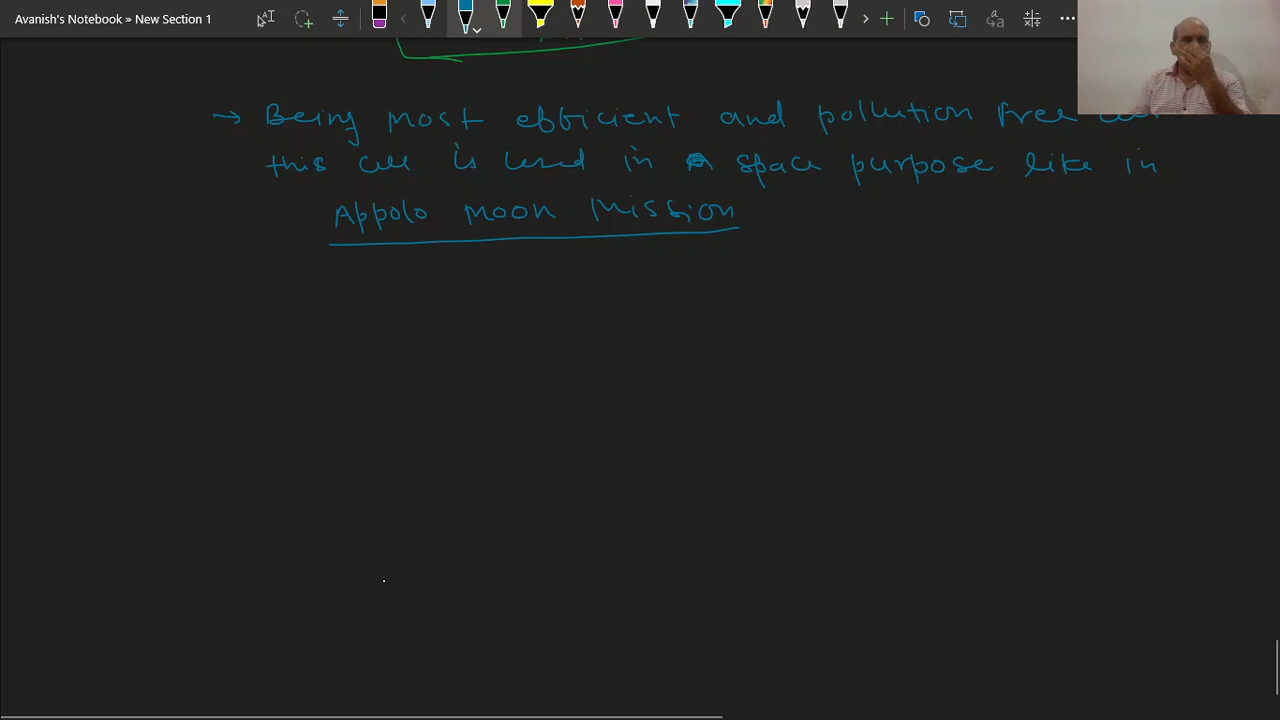 Avanish's Notebook » New Section 1
→ Being most efficient and pollution free cell
this cell is used in space purpose like in
Appolo moon Mission